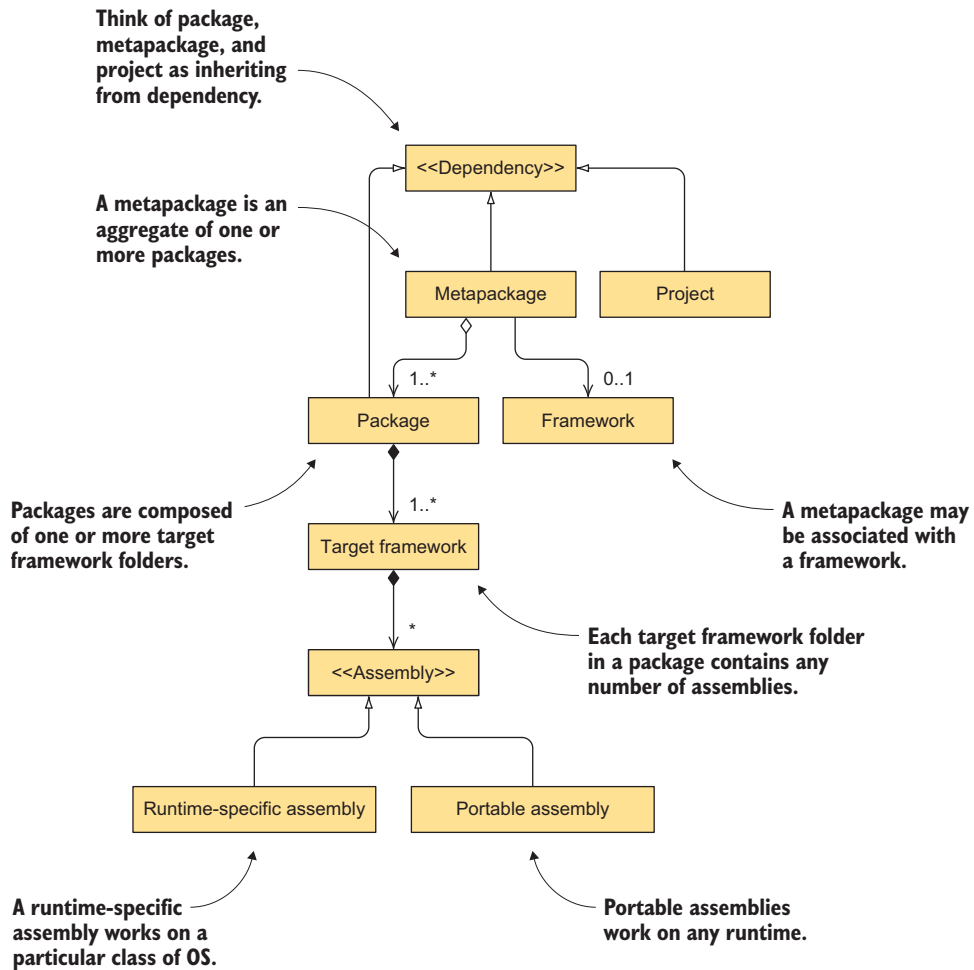 Think of package,
metapackage, and
project as inheriting
from dependency.
<<Dependency>>
A metapackage is an
aggregate of one or
more packages.
Metapackage
Project
1..*
0..1
Package
Framework
Packages are composed
of one or more target
framework folders.
1..*
A metapackage may
be associated with
a framework.
Target framework
*
Each target framework folder
in a package contains any
number of assemblies.
<<Assembly>>
Runtime-specific assembly
Portable assembly
A runtime-specific
assembly works on a
particular class of OS.
Portable assemblies
work on any runtime.